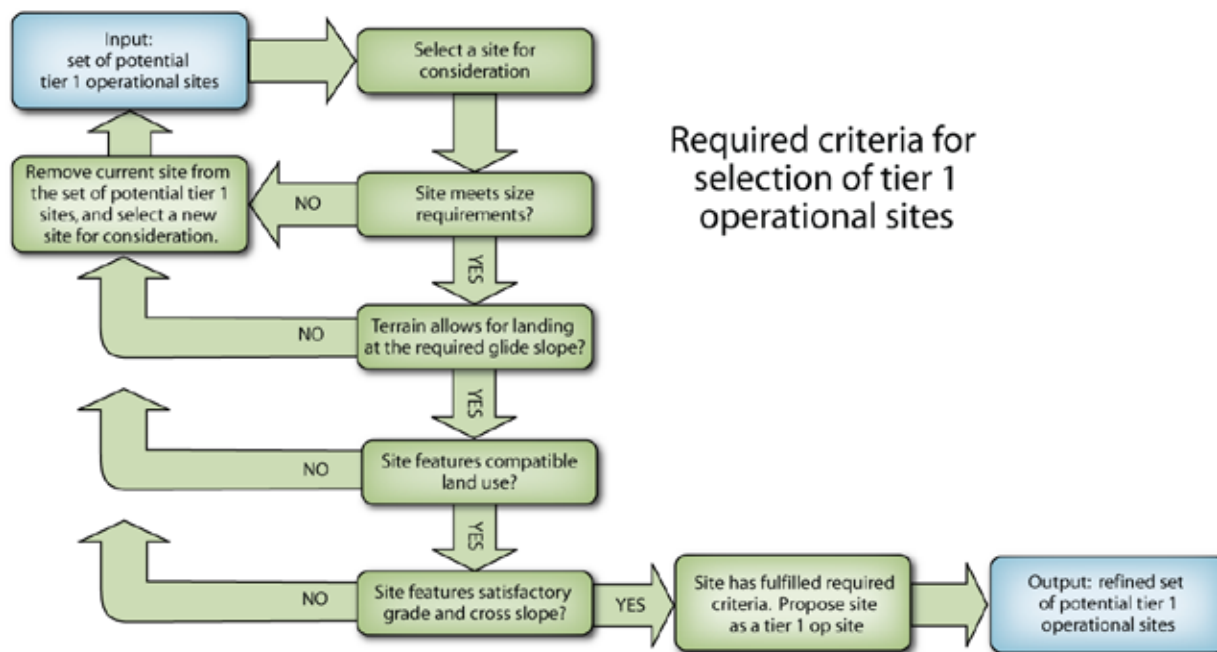 Input:
set of potential
tier 1 operational sites
Select a site for
consideration
Required criteria for
selection of tier 1
operational sites
Remove current site from
the set of potential tier 1
sites, and select a new
site for consideration.
NO
Site meets size
requirements?
YES
NO
Terrain allows for landing
at the required glide slope?
YES
NO
Site features compatible
land use?
YES
NO
Site features satisfactory
grade and cross slope?
YES
Site has fulfilled required
criteria. Propose site
as a tier 1 op site
Output: refined set
of potential tier 1
operational sites